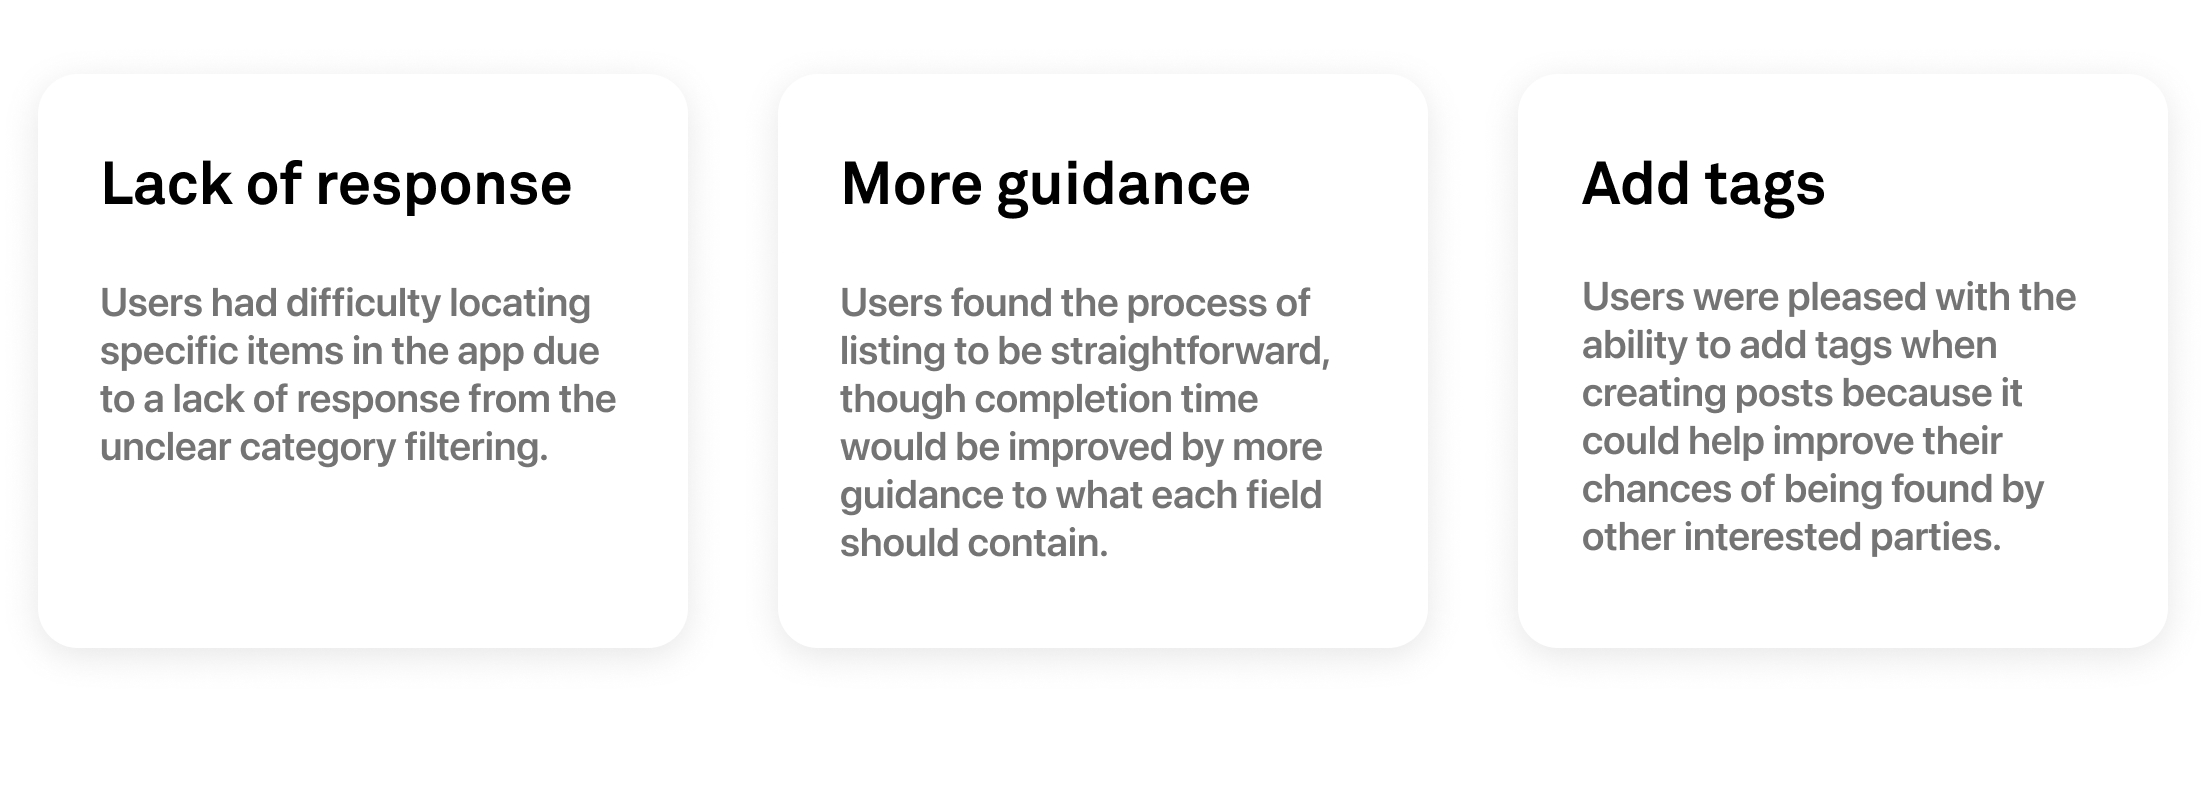 Lack of response
Users had difficulty locating
specific items in the app due
to a lack of response from the
unclear category filtering.
More guidance
Users found the process of
listing to be straightforward,
though completion time
would be improved by more
guidance to what each field
should contain.
Add tags
Users were pleased with the
ability to add tags when
creating posts because it
could help improve their
chances of being found by
other interested parties.